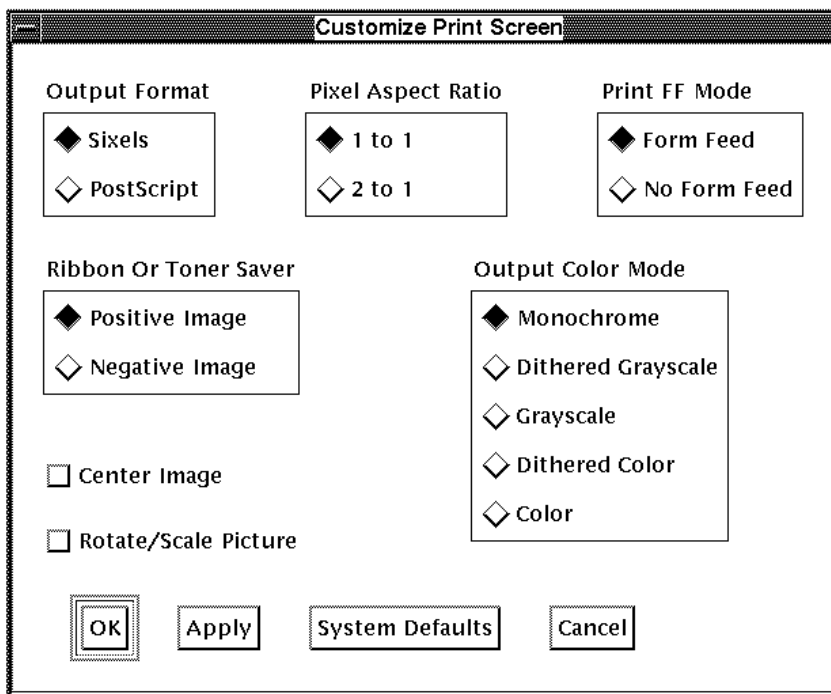 Customize Print Screen
Output Format
Sixels
PostScript
Pixel Aspect Ratio
1 to 1
2 to 1
Print FF Mode
Form Feed
No Form Feed
Ribbon Or Toner Saver
Positive Image
Negative Image
Output Color Mode
Monochrome
Dithered Grayscale
Grayscale
Dithered Color
Color
Center Image
Rotate/Scale Picture
OK
Apply
System Defaults
Cancel